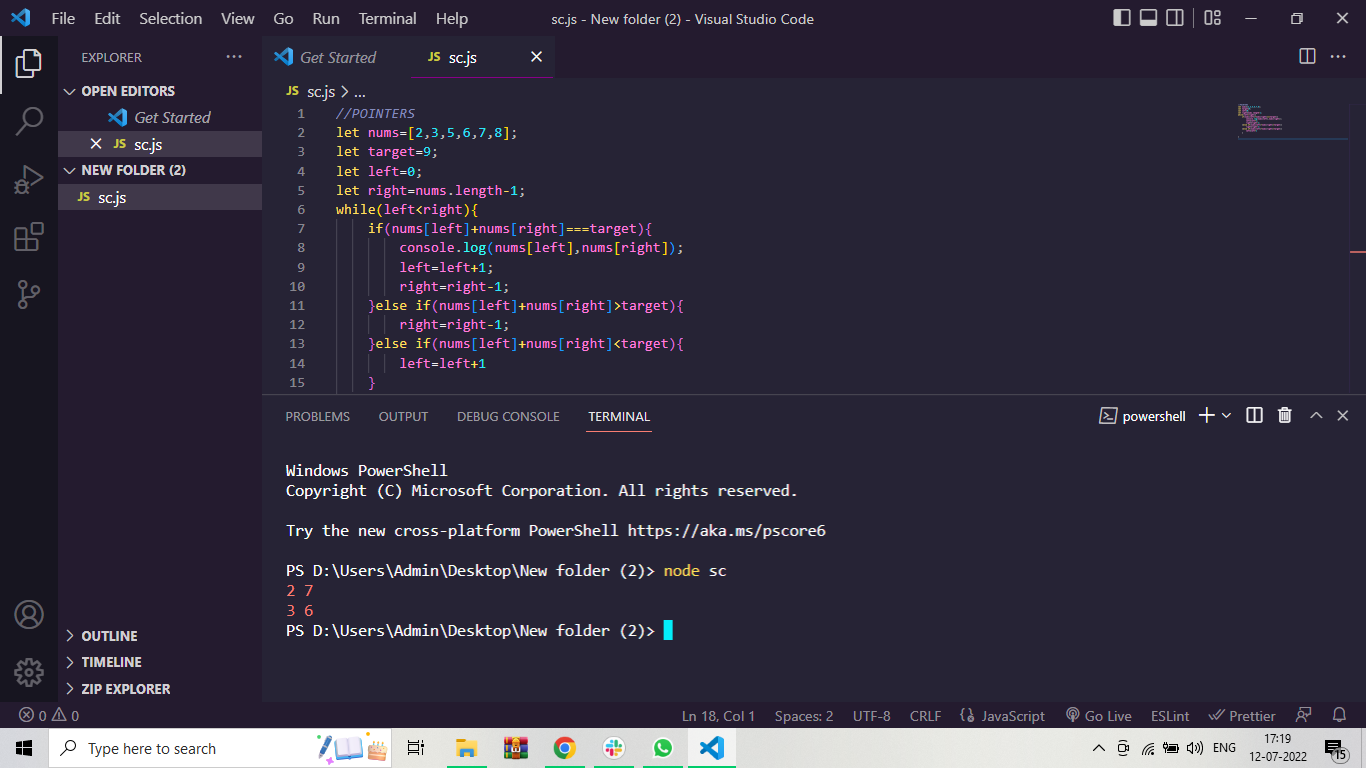 File Edit Selection View Go Run Terminal Help
sc.js - New folder (2) - Visual Studio Code
EXPLORER
OPEN EDITORS
Get Started
JS sc.js
NEW FOLDER (2)
JS sc.js
OUTLINE
TIMELINE
ZIP EXPLORER
Get Started
JS sc.js
JS sc.js > ...
1 //POINTERS
2 let nums=[2,3,5,6,7,8];
3 let target=9;
4 let left=0;
5 let right=nums.length-1;
6 while(left<right){
7 if(nums[left]+nums[right]===target){
8 console.log(nums[left],nums[right]);
9 left=left+1;
10 right=right-1;
11 }else if(nums[left]+nums[right]>target){
12 right=right-1;
13 }else if(nums[left]+nums[right]<target){
14 left=left+1
15 }
PROBLEMS OUTPUT DEBUG CONSOLE TERMINAL
powershell
Windows PowerShell
Copyright (C) Microsoft Corporation. All rights reserved.
Try the new cross-platform PowerShell https://aka.ms/pscore6
PS D:\Users\Admin\Desktop\New folder (2)> node sc
2 7
3 6
PS D:\Users\Admin\Desktop\New folder (2)>
0 0
Ln 18, Col 1 Spaces: 2 UTF-8 CRLF JavaScript Go Live ESLint Prettier
Type here to search
ENG
17:19
12-07-2022
15